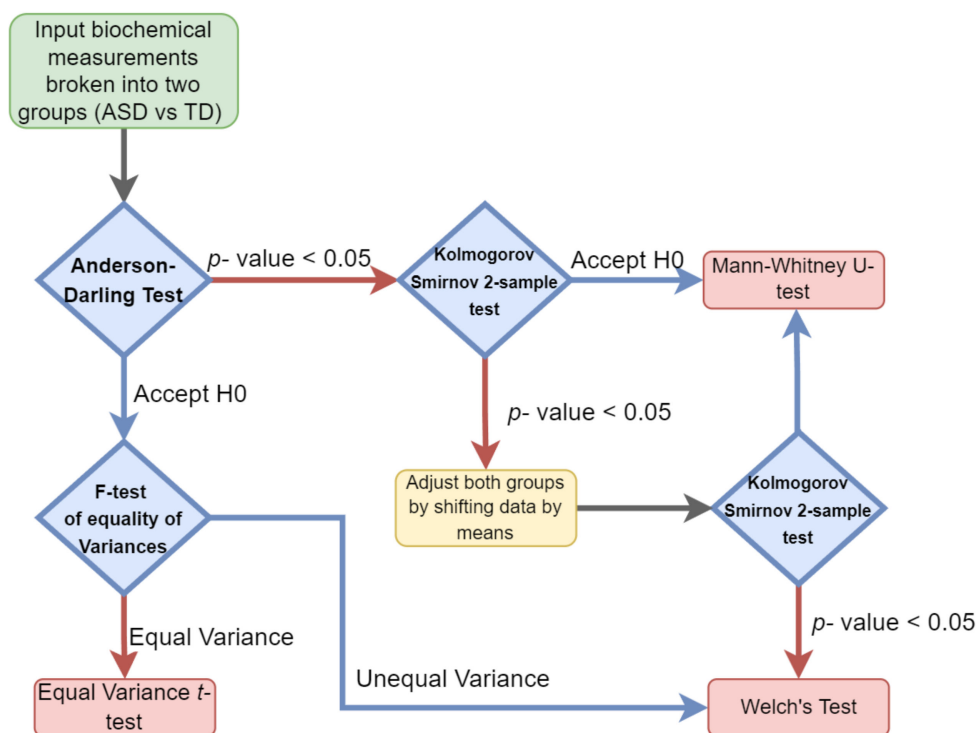 Input biochemical
measurements
broken into two
groups (ASD vs TD)
Anderson-
Darling Test
p- value < 0.05
Kolmogorov
Smirnov 2-sample
test
Accept H0
Mann-Whitney U-
test
Accept H0
p- value < 0.05
F-test
of equality of
Variances
Adjust both groups
by shifting data by
means
Kolmogorov
Smirnov 2-sample
test
Equal Variance
Unequal Variance
p- value < 0.05
Equal Variance t-
test
Welch's Test